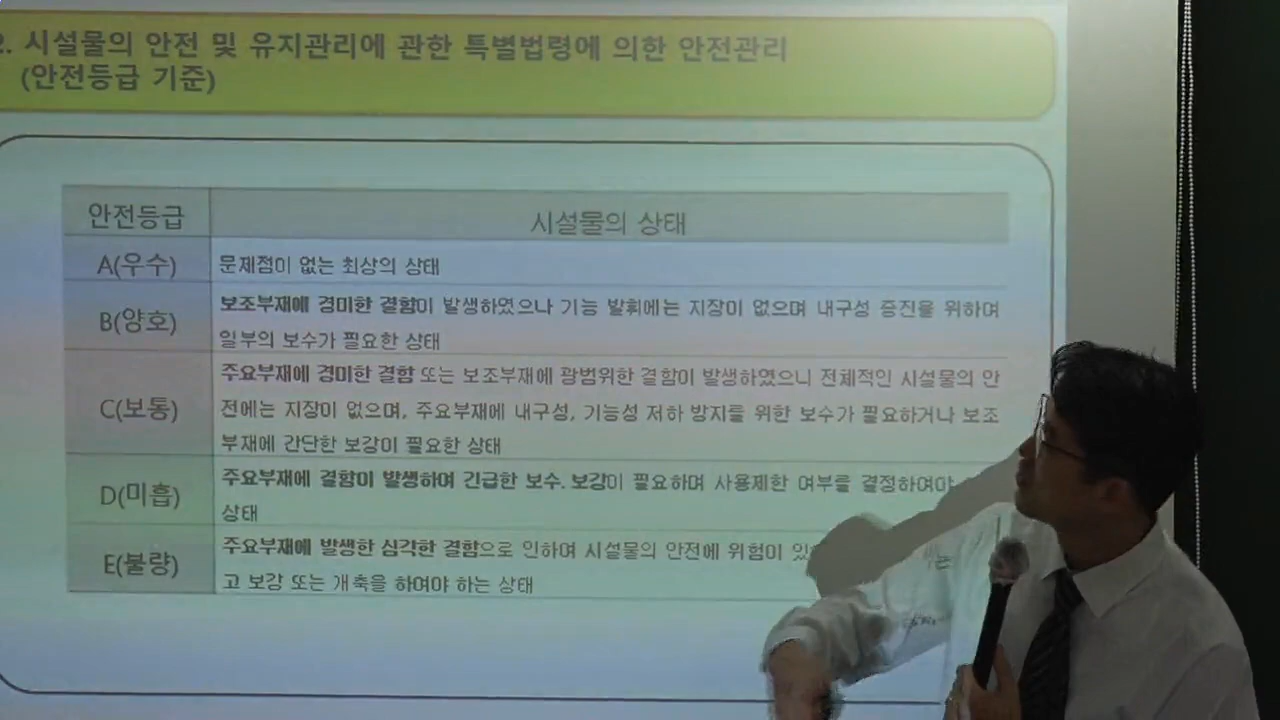 2. 시설물의 안전 및 유지관리에 관한 특별법령에 의한 안전관리
(안전등급 기준)
안전등급 시설물의 상태
A(우수) 문제점이 없는 최상의 상태
B(양호) 보조부재에 경미한 결함이 발생하였으나 기능 발휘에는 지장이 없으며 내구성 증진을 위하여
일부의 보수가 필요한 상태
주요부재에 경미한 결함 또는 보조부재에 광범위한 결함이 발생하였으나 전체적인 시설물의 안
C(보통) 전에는 지장이 없으며, 주요부재에 내구성, 기능성 저하 방지를 위한 보수가 필요하거나 보조
부재에 간단한 보강이 필요한 상태
D(미흡) 주요부재에 결함이 발생하여 긴급한 보수.보강이 필요하며 사용제한 여부를 결정하여야
상태
E(불량) 주요부재에 발생한 심각한 결함으로 인하여 시설물의 안전에 위험이
고 보강 또는 개축을 하여야 하는 상태